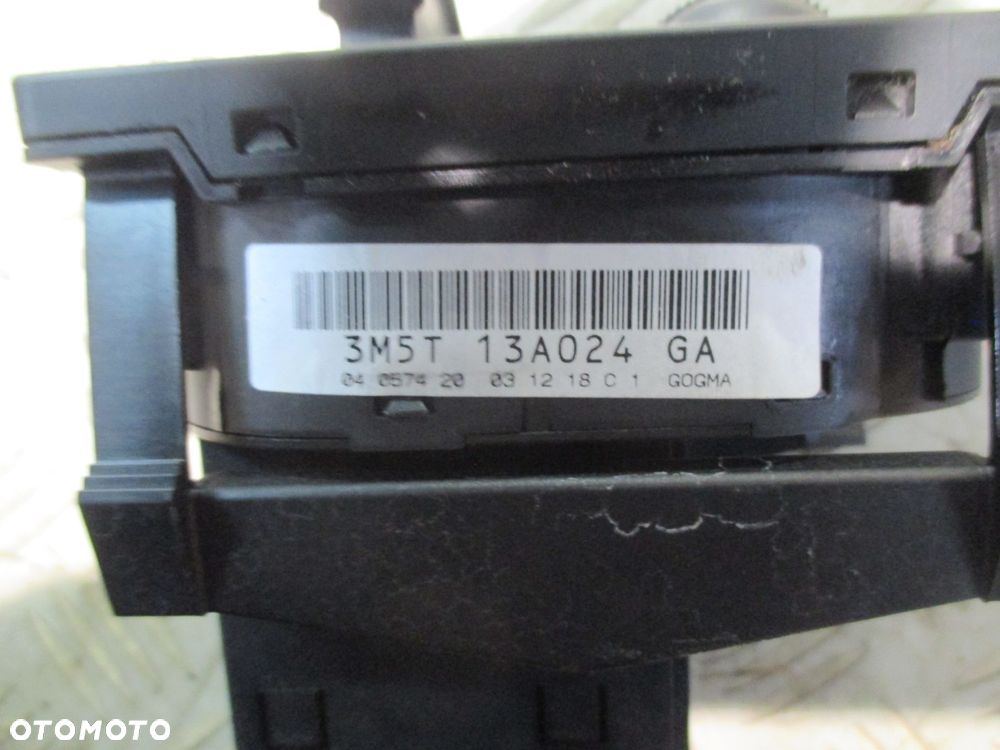 3M5T 13A024 GA
04 0574 20 03 12 18 C 1 GOGMA
OTOMOTO